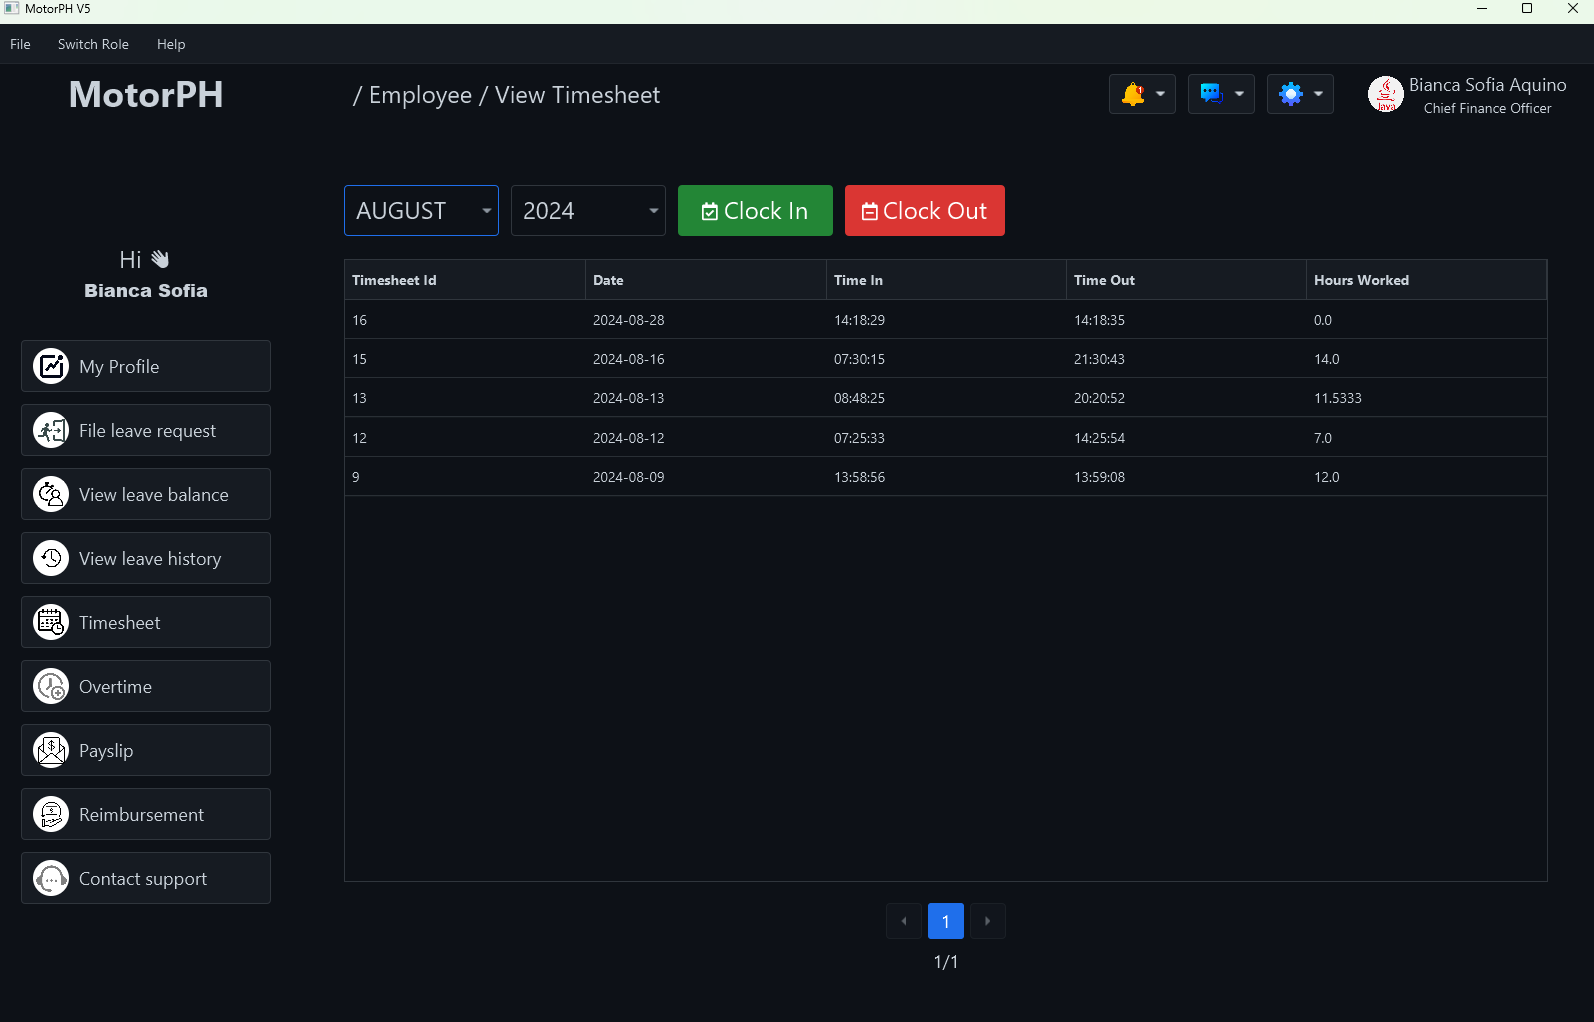 MotorPH V5
File Switch Role Help
MotorPH
/ Employee / View Timesheet
Bianca Sofia Aquino
Chief Finance Officer
AUGUST 2024 Clock In Clock Out
Hi
Bianca Sofia
My Profile
File leave request
View leave balance
View leave history
Timesheet
Overtime
Payslip
Reimbursement
Contact support
Timesheet Id Date Time In Time Out Hours Worked
16 2024-08-28 14:18:29 14:18:35 0.0
15 2024-08-16 07:30:15 21:30:43 14.0
13 2024-08-13 08:48:25 20:20:52 11.5333
12 2024-08-12 07:25:33 14:25:54 7.0
9 2024-08-09 13:58:56 13:59:08 12.0
1
1/1